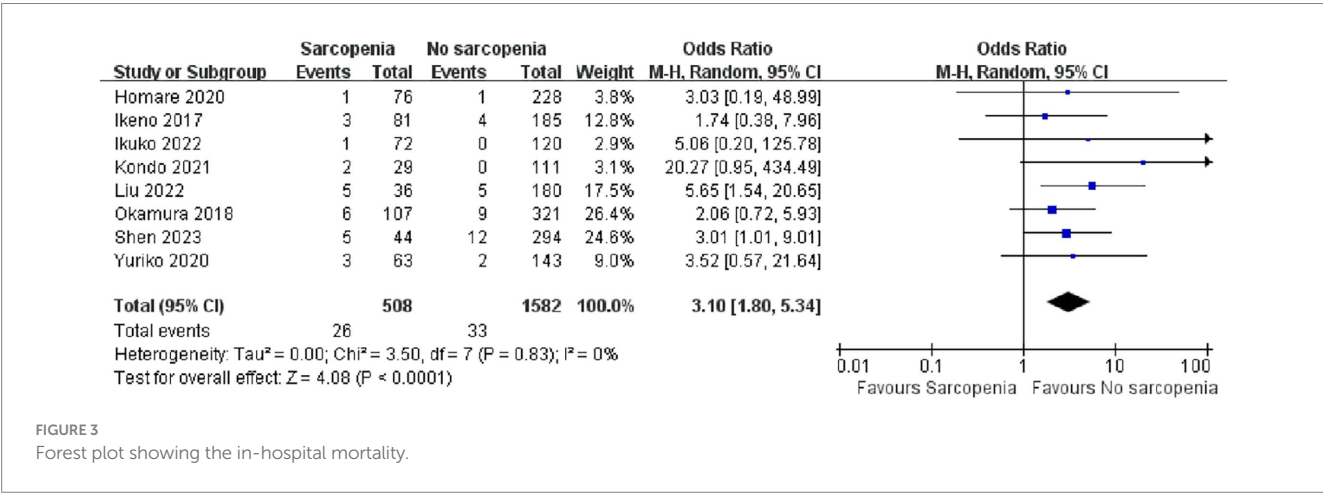 Sarcopenia No sarcopenia Odds Ratio Odds Ratio
Study or Subgroup Events Total Events Total Weight M-H, Random, 95% CI M-H, Random, 95% CI
Homare 2020 1 76 1 228 3.8% 3.03 [0.19, 48.99]
Ikeno 2017 3 81 4 185 12.8% 1.74 [0.38, 7.96]
Ikuko 2022 1 72 0 120 2.9% 5.06 [0.20, 125.78]
Kondo 2021 2 29 0 111 3.1% 20.27 [0.95, 434.49]
Liu 2022 5 36 5 180 17.5% 5.65 [1.54, 20.65]
Okamura 2018 6 107 9 321 26.4% 2.06 [0.72, 5.93]
Shen 2023 5 44 12 294 24.6% 3.01 [1.01, 9.01]
Yuriko 2020 3 63 2 143 9.0% 3.52 [0.57, 21.64]
Total (95% CI) 508 1582 100.0% 3.10 [1.80, 5.34]
Total events 26 33
Heterogeneity: Tau² = 0.00; Chi² = 3.50, df = 7 (P = 0.83); I² = 0%
Test for overall effect: Z = 4.08 (P < 0.0001)
0.01 0.1 1 10 100
Favours Sarcopenia Favours No sarcopenia
FIGURE 3
Forest plot showing the in-hospital mortality.